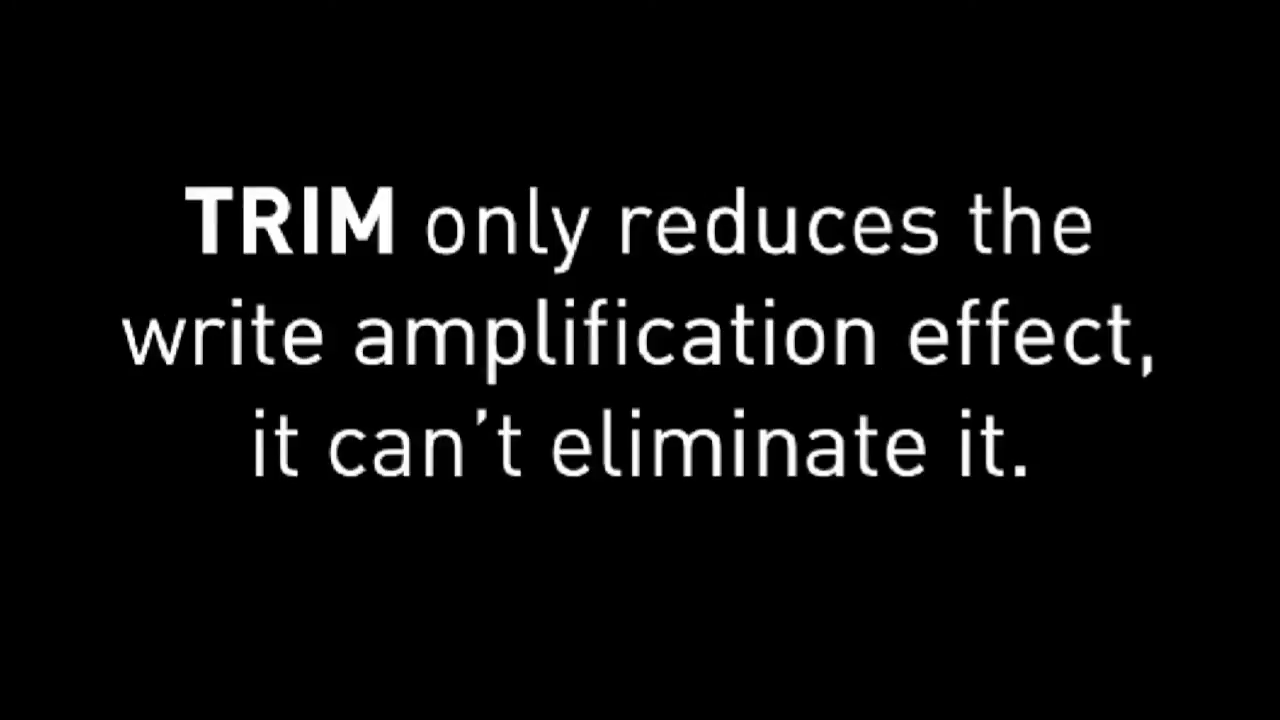 TRIM only reduces the
write amplification effect,
it can’t eliminate it.